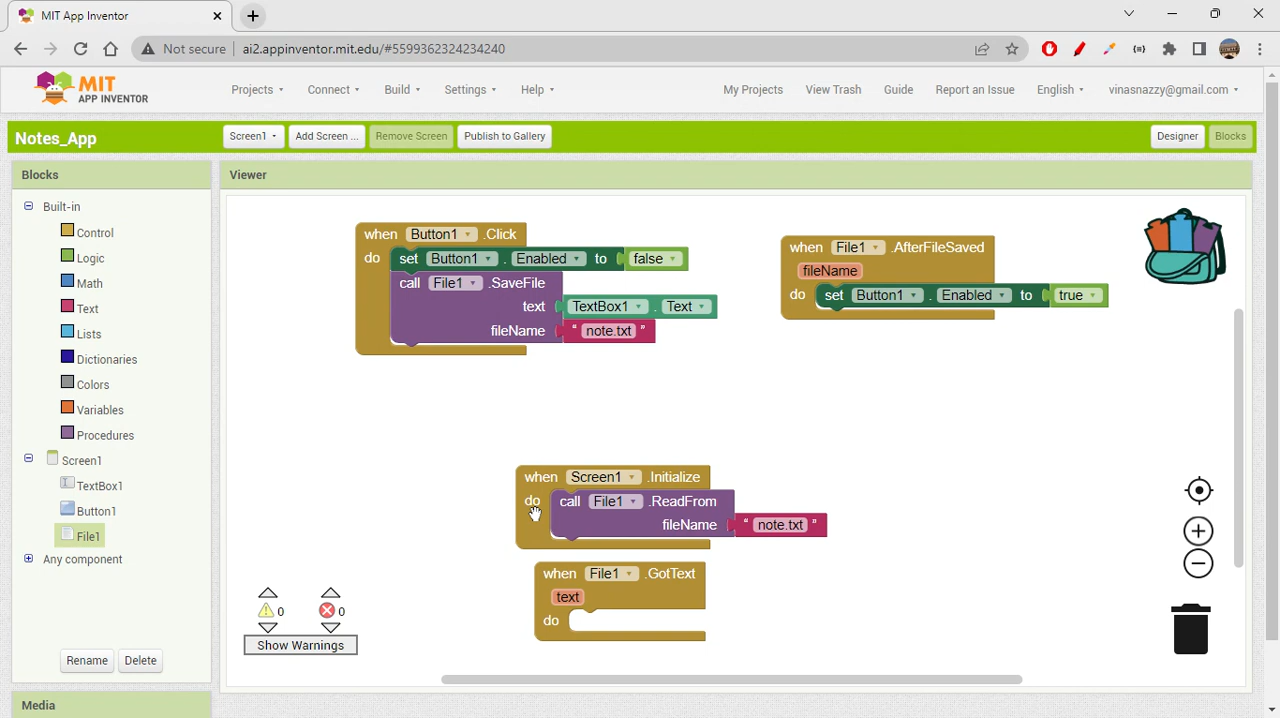 MIT App Inventor
Not secure
ai2.appinventor.mit.edu/#5599362324234240
MIT
APP INVENTOR
Projects
Connect
Build
Settings
Help
My Projects
View Trash
Guide
Report an Issue
English
vinasnazzy@gmail.com
Notes_App
Screen1
Add Screen ...
Remove Screen
Publish to Gallery
Designer
Blocks
Blocks
Viewer
Built-in
Control
Logic
Math
Text
Lists
Dictionaries
Colors
Variables
Procedures
Screen1
TextBox1
Button1
File1
Any component
Rename
Delete
Media
when Button1 .Click
do set Button1 . Enabled to false
call File1 .SaveFile
text TextBox1 . Text
fileName " note.txt "
when File1 .AfterFileSaved
fileName
do set Button1 . Enabled to true
when Screen1 .Initialize
do call File1 .ReadFrom
fileName " note.txt "
when File1 .GotText
text
do
0
0
Show Warnings